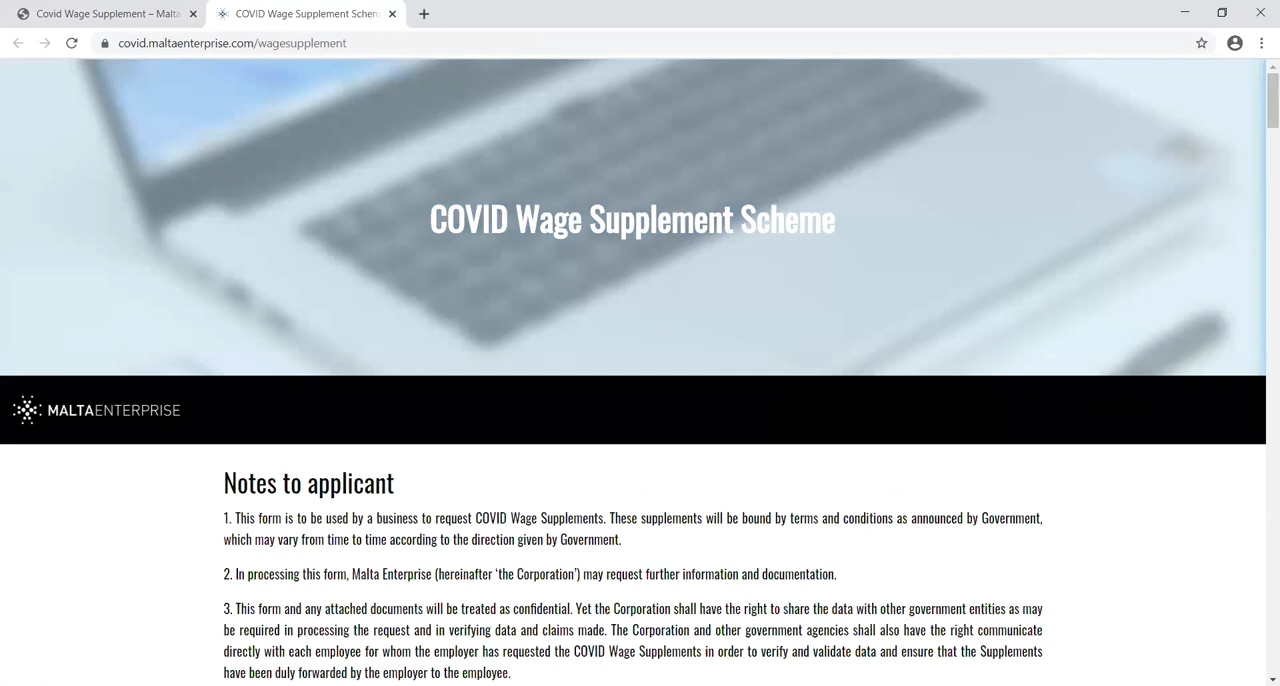 Covid Wage Supplement – Malta
COVID Wage Supplement Schem
covid.maltaenterprise.com/wagesupplement
COVID Wage Supplement Scheme
MALTAENTERPRISE
Notes to applicant
1. This form is to be used by a business to request COVID Wage Supplements. These supplements will be bound by terms and conditions as announced by Government,
which may vary from time to time according to the direction given by Government.
2. In processing this form, Malta Enterprise (hereinafter ‘the Corporation’) may request further information and documentation.
3. This form and any attached documents will be treated as confidential. Yet the Corporation shall have the right to share the data with other government entities as may
be required in processing the request and in verifying data and claims made. The Corporation and other government agencies shall also have the right communicate
directly with each employee for whom the employer has requested the COVID Wage Supplements in order to verify and validate data and ensure that the Supplements
have been duly forwarded by the employer to the employee.